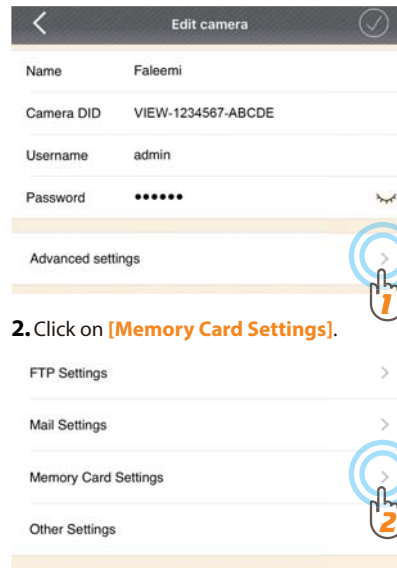 Edit camera
Name Faleemi
Camera DID VIEW-1234567-ABCDE
Username admin
Password ••••••
Advanced settings
1
2. Click on [Memory Card Settings].
FTP Settings
Mail Settings
Memory Card Settings
2
Other Settings